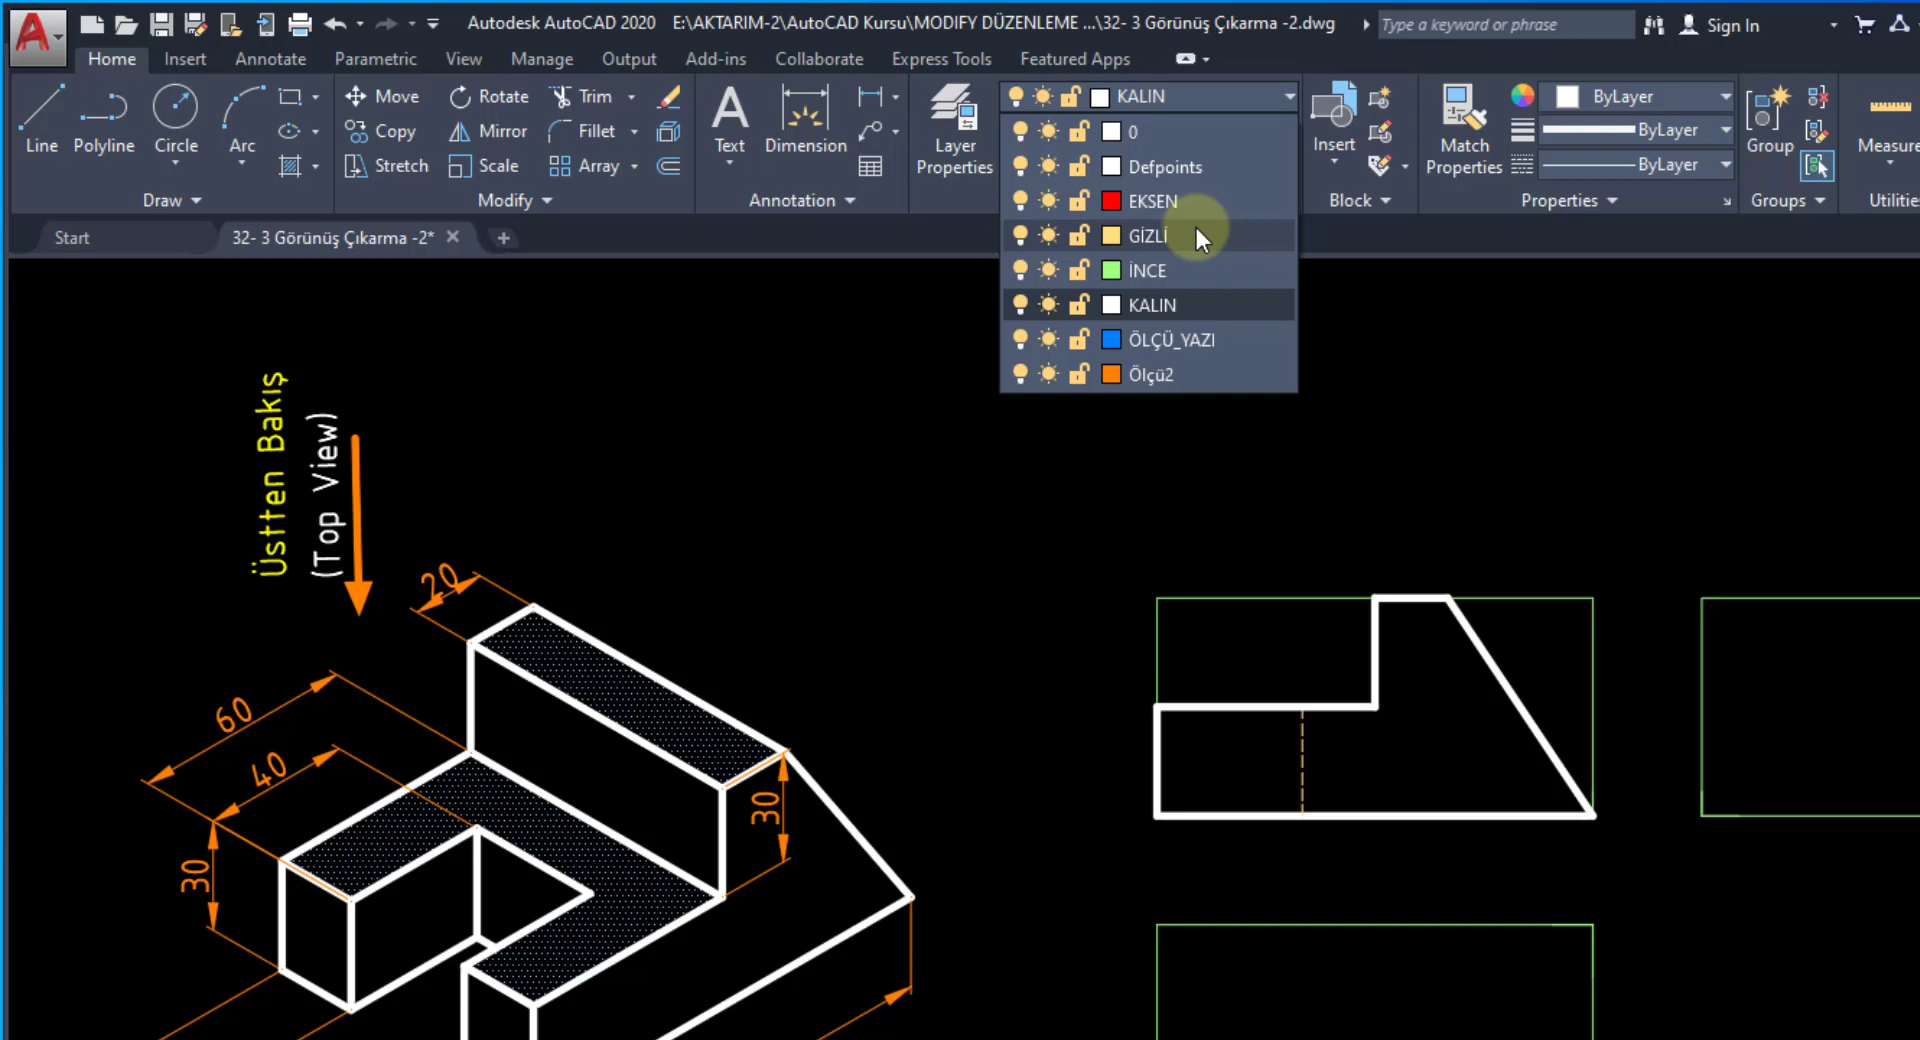 Autodesk AutoCAD 2020 E:\AKTARIM-2\AutoCAD Kursu\MODIFY DÜZENLEME ...\32- 3 Görünüş Çıkarma -2.dwg
Type a keyword or phrase
Sign In
Home Insert Annotate Parametric View Manage Output Add-ins Collaborate Express Tools Featured Apps
Line
Polyline
Circle
Arc
Draw
Move
Rotate
Trim
Copy
Mirror
Fillet
Stretch
Scale
Array
Modify
A
Text
Dimension
Annotation
Layer
Properties
KALIN
0
Defpoints
EKSEN
GİZLİ
İNCE
KALIN
ÖLÇÜ_YAZI
Ölçü2
Insert
Block
Match
Properties
ByLayer
ByLayer
ByLayer
Properties
Group
Groups
Measure
Utilitie
Start
32- 3 Görünüş Çıkarma -2*
Üstten Bakış
(Top View)
20
60
40
30
30